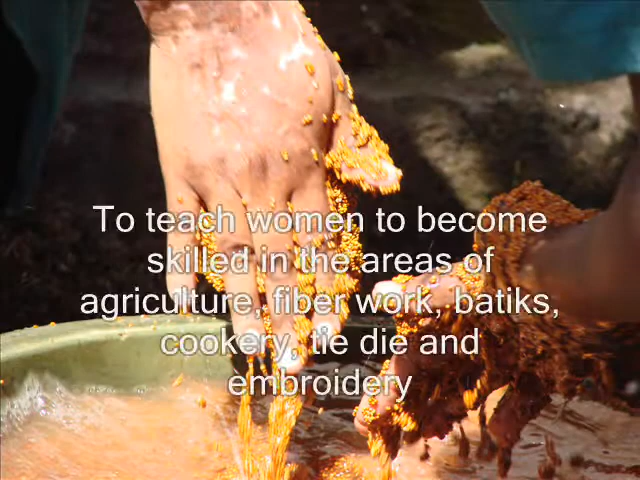 To teach women to become
skilled in the areas of
agriculture, fiber work, batiks,
cookery, tie die and
embroidery